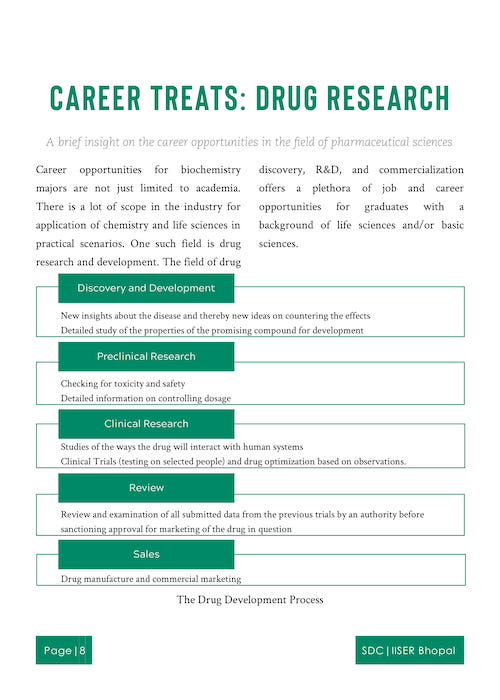 CAREER TREATS: DRUG RESEARCH
A brief insight on the career opportunities in the field of pharmaceutical sciences
Career opportunities for biochemistry
majors are not just limited to academia.
There is a lot of scope in the industry for
application of chemistry and life sciences in
practical scenarios. One such field is drug
research and development. The field of drug
discovery, R&D, and commercialization
offers a plethora of job and career
opportunities for graduates with a
background of life sciences and/or basic
sciences.
Discovery and Development
New insights about the disease and thereby new ideas on countering the effects
Detailed study of the properties of the promising compound for development
Preclinical Research
Checking for toxicity and safety
Detailed information on controlling dosage
Clinical Research
Studies of the ways the drug will interact with human systems
Clinical Trials (testing on selected people) and drug optimization based on observations.
Review
Review and examination of all submitted data from the previous trials by an authority before
sanctioning approval for marketing of the drug in question
Sales
Drug manufacture and commercial marketing
The Drug Development Process
Page|8
SDC|IISER Bhopal